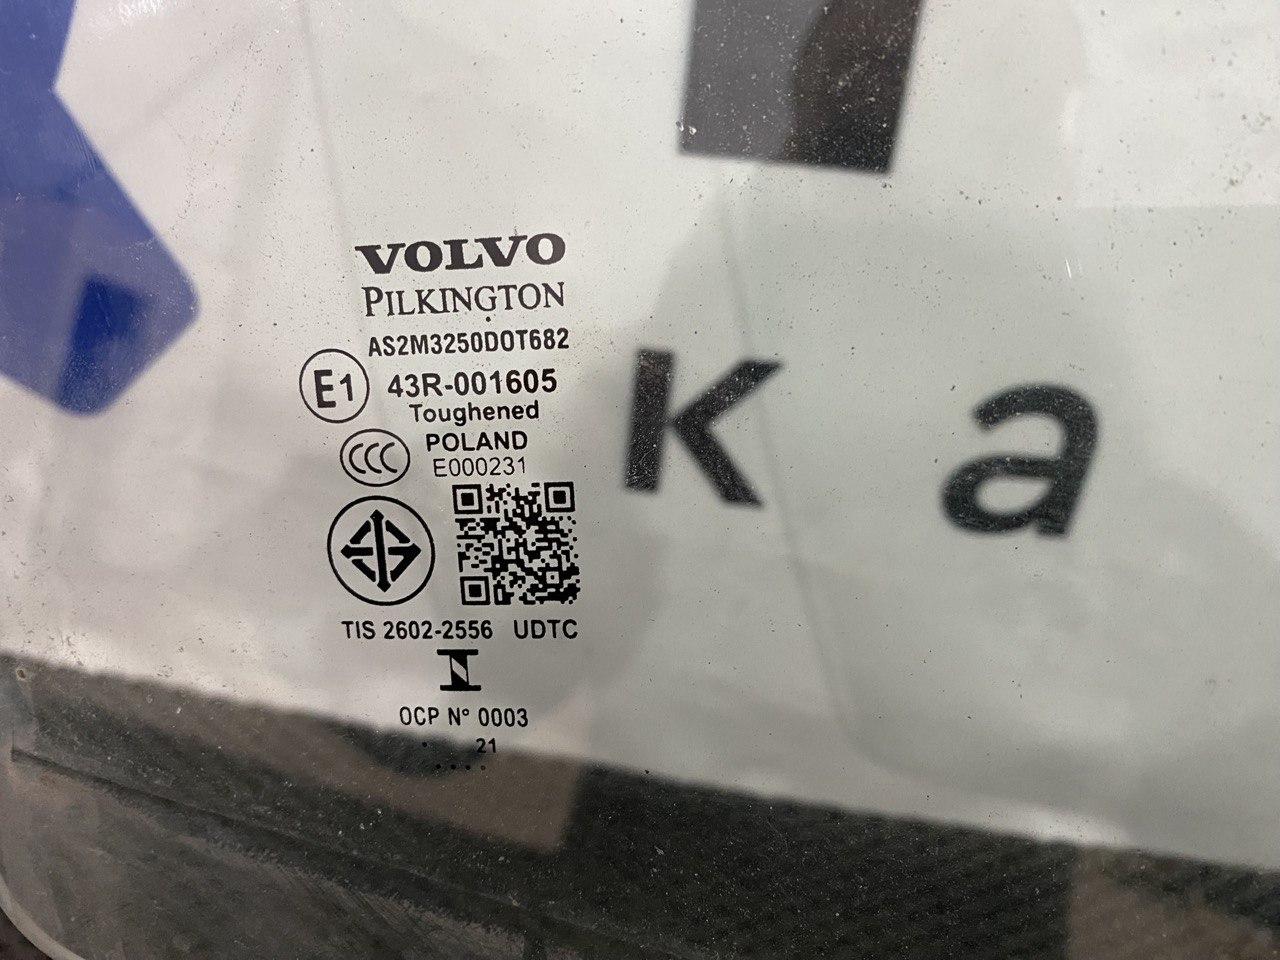 VOLVO
PILKINGTON
AS2M3250DOT682
E1 43R-001605
Toughened
CCC POLAND
E000231
TIS 2602-2556 UDTC
OCP N° 0003
21
K a